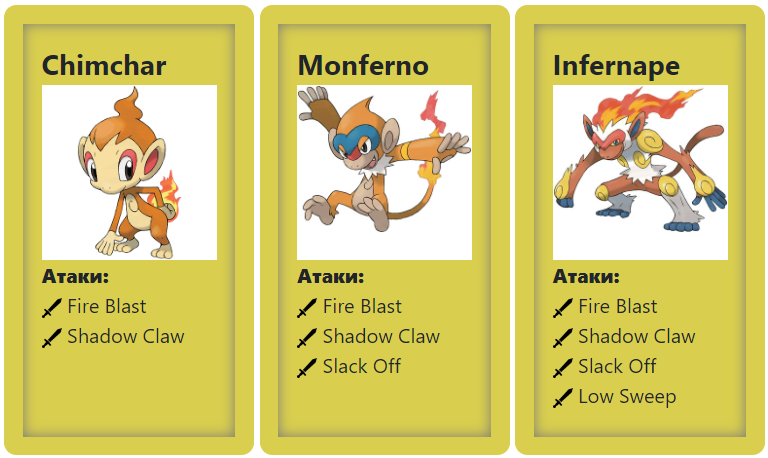 Chimchar
Атаки:
Fire Blast
Shadow Claw
Monferno
Атаки:
Fire Blast
Shadow Claw
Slack Off
Infernape
Атаки:
Fire Blast
Shadow Claw
Slack Off
Low Sweep